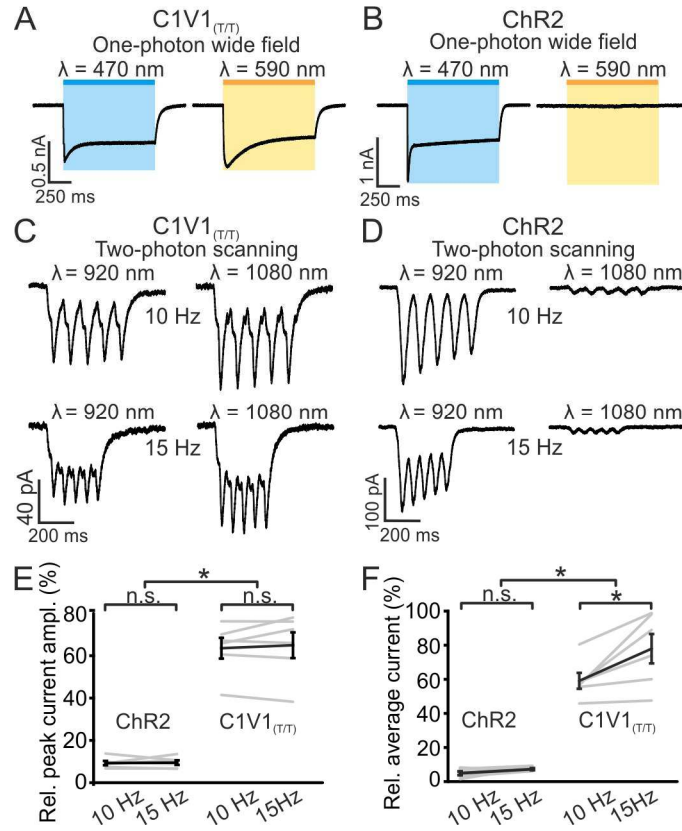 A C1V1(T/T)
One-photon wide field
λ = 470 nm λ = 590 nm
0.5 nA
250 ms
B ChR2
One-photon wide field
λ = 470 nm λ = 590 nm
1 nA
250 ms
C C1V1(T/T)
Two-photon scanning
λ = 920 nm λ = 1080 nm
10 Hz
λ = 920 nm λ = 1080 nm
15 Hz
40 pA
200 ms
D ChR2
Two-photon scanning
λ = 920 nm λ = 1080 nm
10 Hz
λ = 920 nm λ = 1080 nm
15 Hz
100 pA
200 ms
E
Rel. peak current ampl. (%)
*
n.s. n.s.
80
60
40
20
0
ChR2 C1V1(T/T)
10 Hz 15 Hz 10 Hz 15Hz
F
Rel. average current (%)
*
n.s. *
100
80
60
40
20
0
ChR2 C1V1(T/T)
10 Hz 15 Hz 10 Hz 15Hz